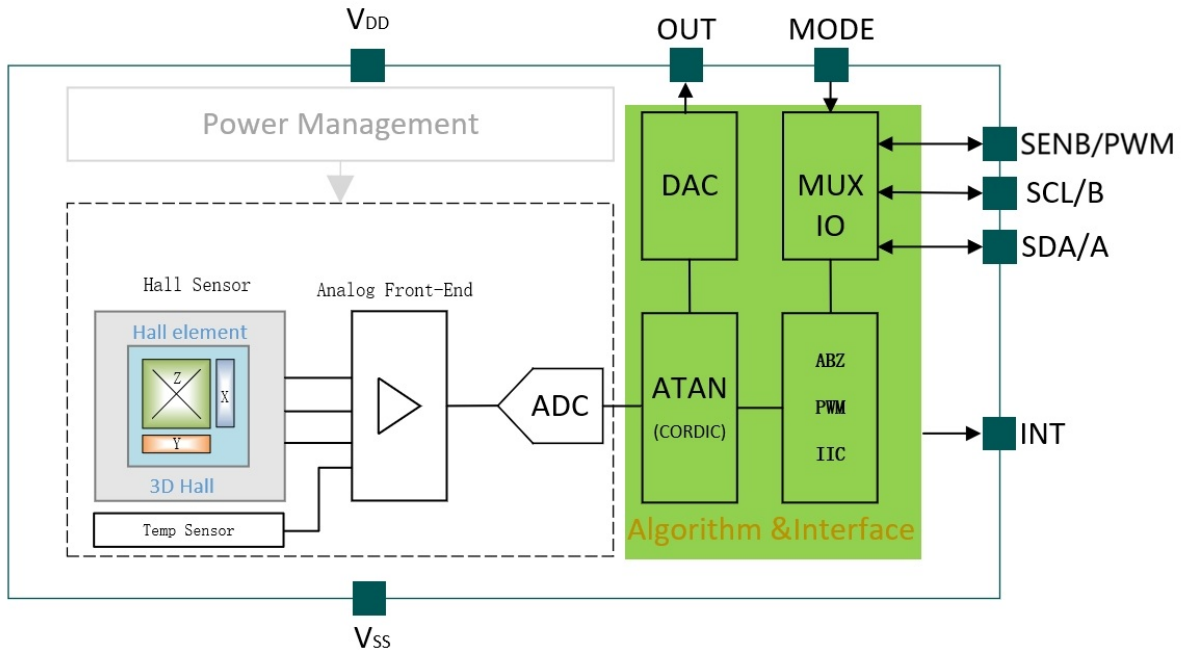 VDD
OUT
MODE
Power Management
SENB/PWM
DAC
MUX
IO
SCL/B
SDA/A
Hall Sensor
Analog Front-End
Hall element
Z
X
Y
3D Hall
Temp Sensor
ADC
ATAN
(CORDIC)
ABZ
PWM
IIC
INT
Algorithm &Interface
VSS